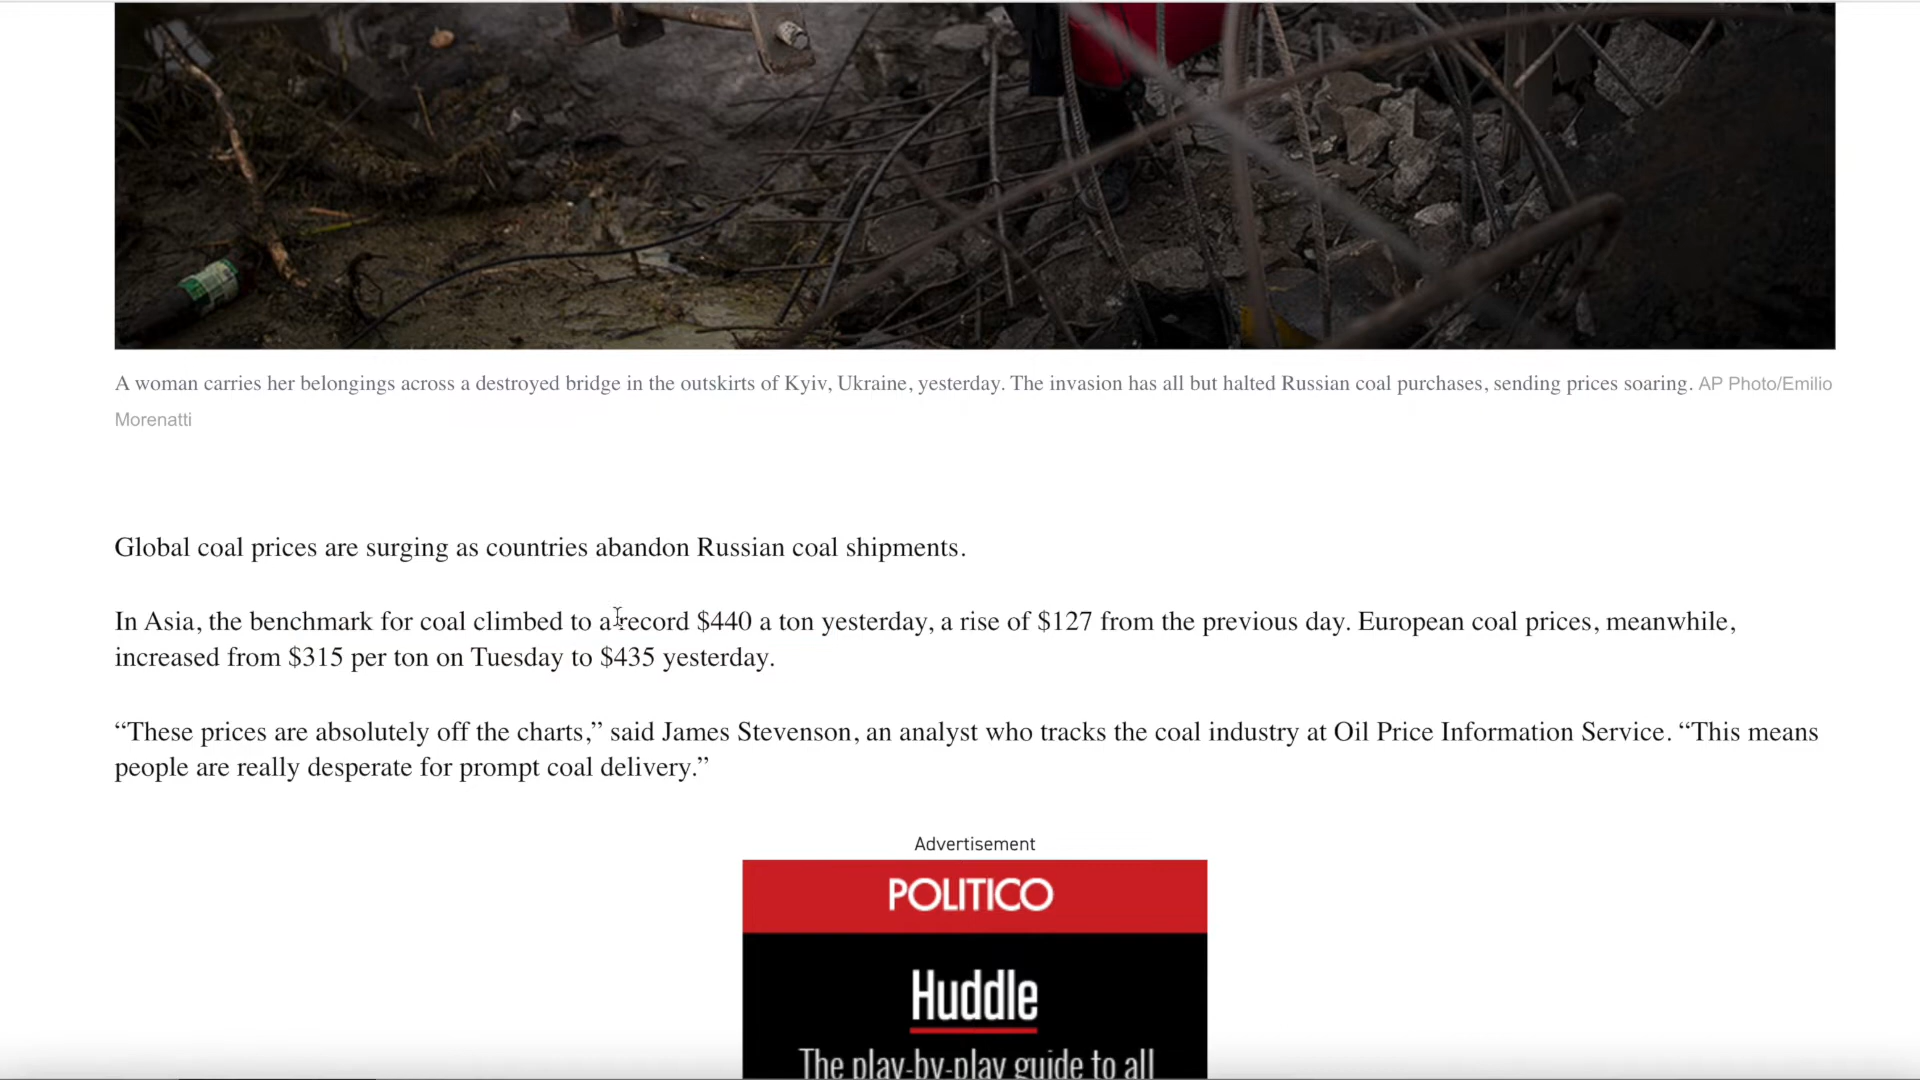 A woman carries her belongings across a destroyed bridge in the outskirts of Kyiv, Ukraine, yesterday. The invasion has all but halted Russian coal purchases, sending prices soaring. AP Photo/Emilio
Morenatti
Global coal prices are surging as countries abandon Russian coal shipments.
In Asia, the benchmark for coal climbed to a record $440 a ton yesterday, a rise of $127 from the previous day. European coal prices, meanwhile,
increased from $315 per ton on Tuesday to $435 yesterday.
“These prices are absolutely off the charts,” said James Stevenson, an analyst who tracks the coal industry at Oil Price Information Service. “This means
people are really desperate for prompt coal delivery.”
Advertisement
POLITICO
Huddle
The play-by-play guide to all